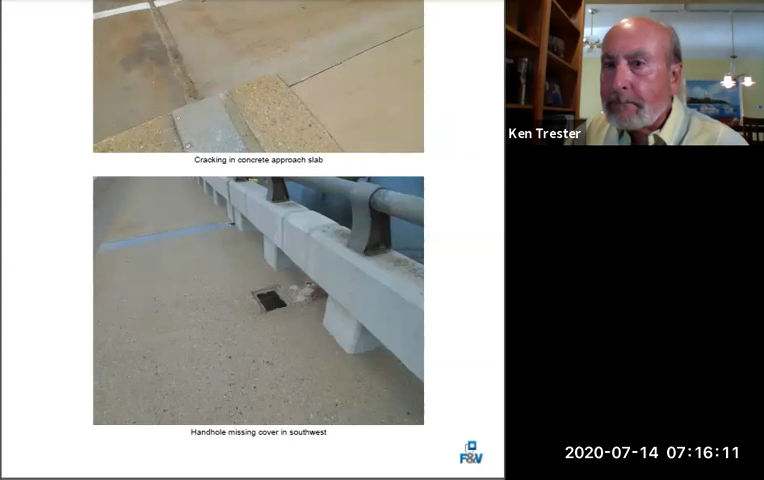 Cracking in concrete approach slab
Ken Trester
Handhole missing cover in southwest
F&V
2020-07-14 07:16:11